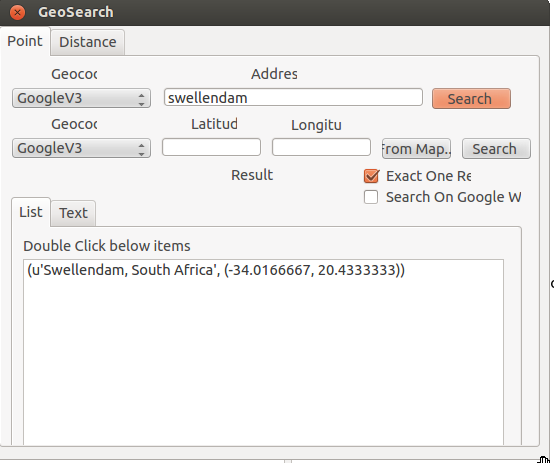 GeoSearch
Point Distance
Geococ Addres
GoogleV3 swellendam Search
Geococ Latitud Longitu
GoogleV3 From Map.. Search
Result Exact One Re
Search On Google W
List Text
Double Click below items
(u'Swellendam, South Africa', (-34.0166667, 20.4333333))